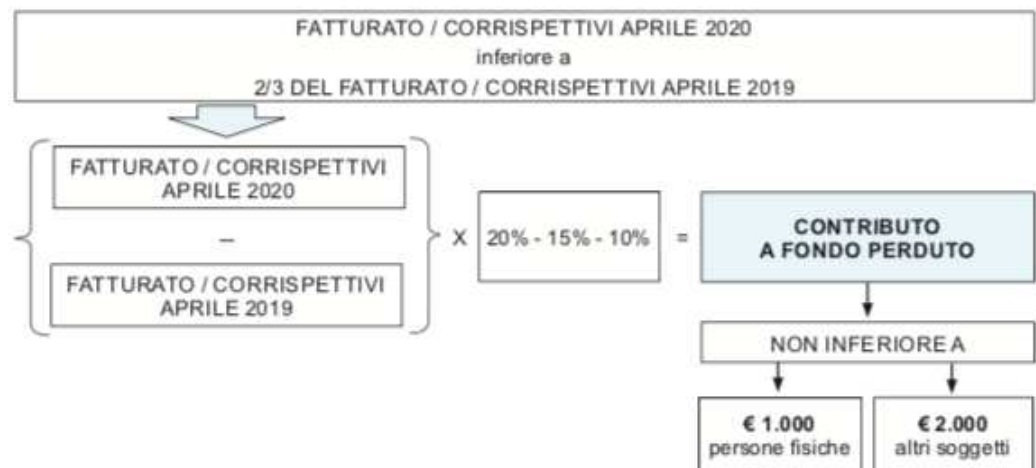 FATTURATO / CORRISPETTIVI APRILE 2020
inferiore a
2/3 DEL FATTURATO / CORRISPETTIVI APRILE 2019
FATTURATO / CORRISPETTIVI
APRILE 2020
–
FATTURATO / CORRISPETTIVI
APRILE 2019
X
20% - 15% - 10%
=
CONTRIBUTO
A FONDO PERDUTO
NON INFERIORE A
€ 1.000
persone fisiche
€ 2.000
altri soggetti